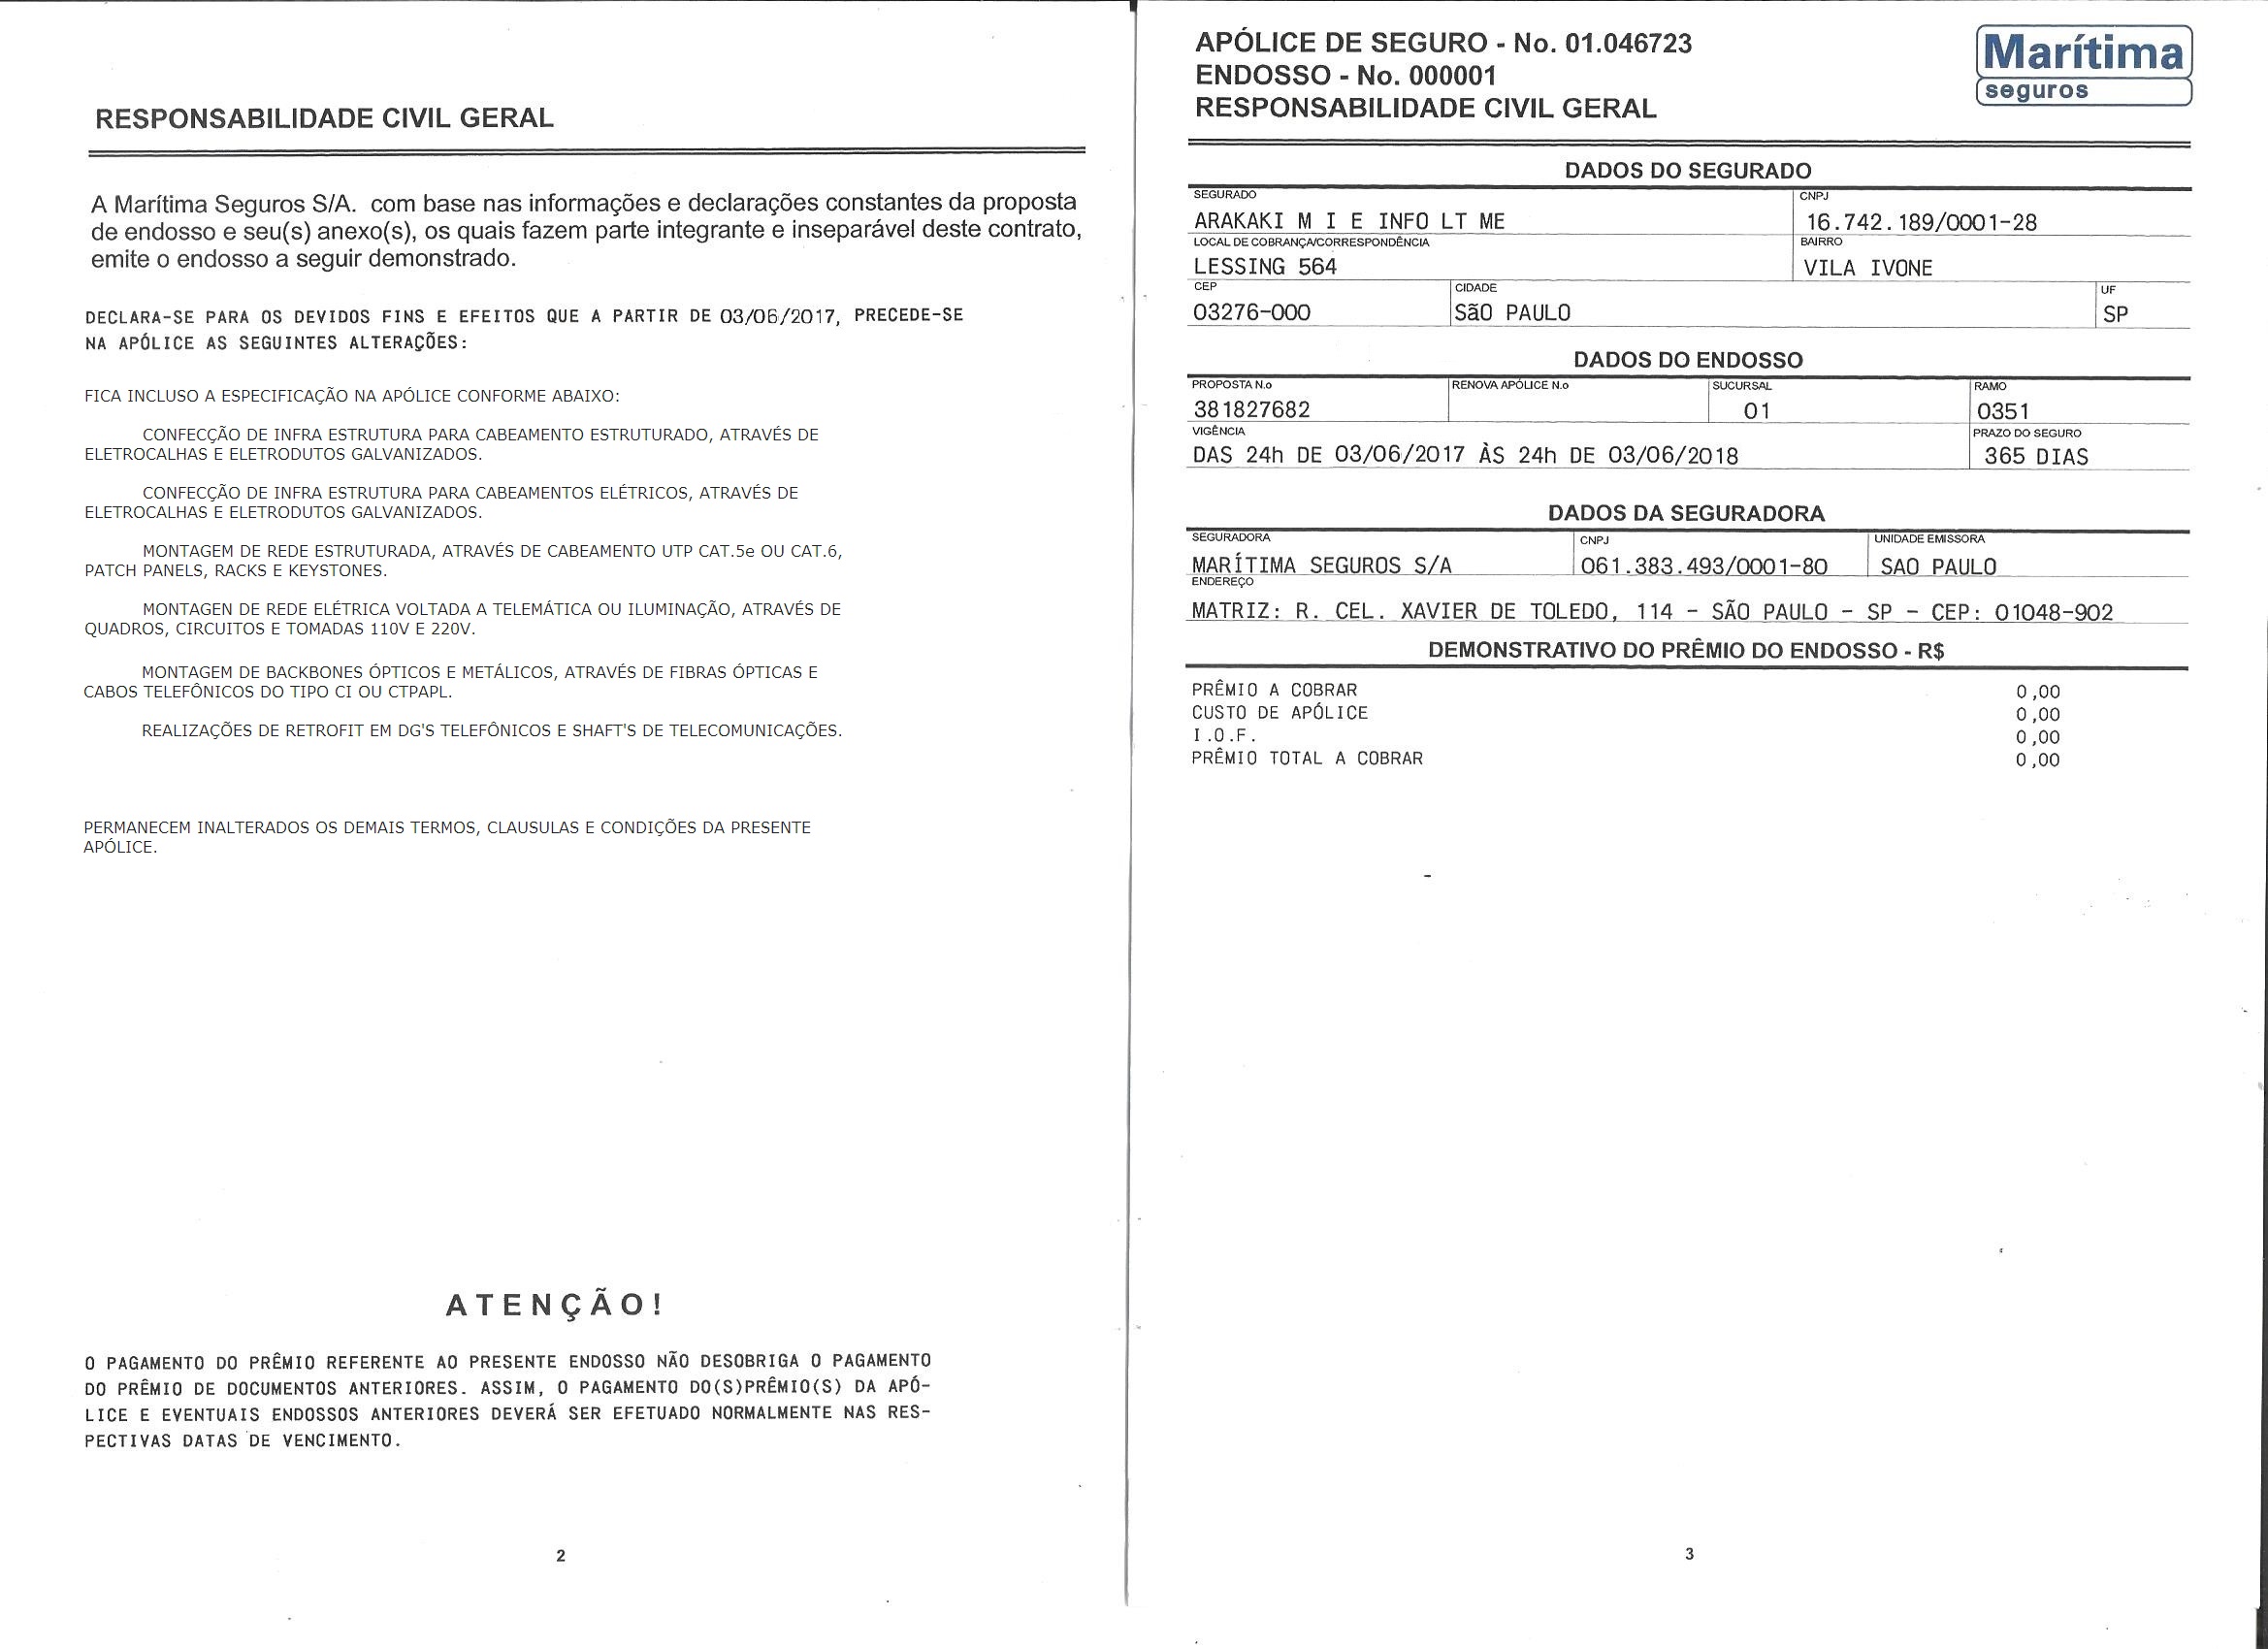 RESPONSABILIDADE CIVIL GERAL
A Marítima Seguros S/A. com base nas informações e declarações constantes da proposta
de endosso e seu(s) anexo(s), os quais fazem parte integrante e inseparável deste contrato,
emite o endosso a seguir demonstrado.
DECLARA-SE PARA OS DEVIDOS FINS E EFEITOS QUE A PARTIR DE 03/06/2017, PRECEDE-SE
NA APÓLICE AS SEGUINTES ALTERAÇÕES:
FICA INCLUSO A ESPECIFICAÇÃO NA APÓLICE CONFORME ABAIXO:
CONFECÇÃO DE INFRA ESTRUTURA PARA CABEAMENTO ESTRUTURADO, ATRAVÉS DE
ELETROCALHAS E ELETRODUTOS GALVANIZADOS.
CONFECÇÃO DE INFRA ESTRUTURA PARA CABEAMENTOS ELÉTRICOS, ATRAVÉS DE
ELETROCALHAS E ELETRODUTOS GALVANIZADOS.
MONTAGEM DE REDE ESTRUTURADA, ATRAVÉS DE CABEAMENTO UTP CAT.5e OU CAT.6,
PATCH PANELS, RACKS E KEYSTONES.
MONTAGEN DE REDE ELÉTRICA VOLTADA A TELEMÁTICA OU ILUMINAÇÃO, ATRAVÉS DE
QUADROS, CIRCUITOS E TOMADAS 110V E 220V.
MONTAGEM DE BACKBONES ÓPTICOS E METÁLICOS, ATRAVÉS DE FIBRAS ÓPTICAS E
CABOS TELEFÔNICOS DO TIPO CI OU CTPAPL.
REALIZAÇÕES DE RETROFIT EM DG'S TELEFÔNICOS E SHAFT'S DE TELECOMUNICAÇÕES.
PERMANECEM INALTERADOS OS DEMAIS TERMOS, CLAUSULAS E CONDIÇÕES DA PRESENTE
APÓLICE.
ATENÇÃO!
O PAGAMENTO DO PRÊMIO REFERENTE AO PRESENTE ENDOSSO NÃO DESOBRIGA O PAGAMENTO
DO PRÊMIO DE DOCUMENTOS ANTERIORES. ASSIM, O PAGAMENTO DO(S)PRÊMIO(S) DA APÓ-
LICE E EVENTUAIS ENDOSSOS ANTERIORES DEVERÁ SER EFETUADO NORMALMENTE NAS RES-
PECTIVAS DATAS DE VENCIMENTO.
2
APÓLICE DE SEGURO - No. 01.046723
ENDOSSO - No. 000001
RESPONSABILIDADE CIVIL GERAL
Marítima
seguros
DADOS DO SEGURADO
SEGURADO CNPJ
ARAKAKI M I E INFO LT ME 16.742.189/0001-28
LOCAL DE COBRANÇA/CORRESPONDÊNCIA BAIRRO
LESSING 564 VILA IVONE
CEP CIDADE UF
03276-000 SãO PAULO SP
DADOS DO ENDOSSO
PROPOSTA N.o RENOVA APÓLICE N.o SUCURSAL RAMO
381827682 01 0351
VIGÊNCIA PRAZO DO SEGURO
DAS 24h DE 03/06/2017 ÀS 24h DE 03/06/2018 365 DIAS
DADOS DA SEGURADORA
SEGURADORA CNPJ UNIDADE EMISSORA
MARÍTIMA SEGUROS S/A 061.383.493/0001-80 SAO PAULO
ENDEREÇO
MATRIZ: R. CEL. XAVIER DE TOLEDO, 114 - SÃO PAULO - SP - CEP: 01048-902
DEMONSTRATIVO DO PRÊMIO DO ENDOSSO - R$
PRÊMIO A COBRAR 0,00
CUSTO DE APÓLICE 0,00
I.O.F. 0,00
PRÊMIO TOTAL A COBRAR 0,00
3